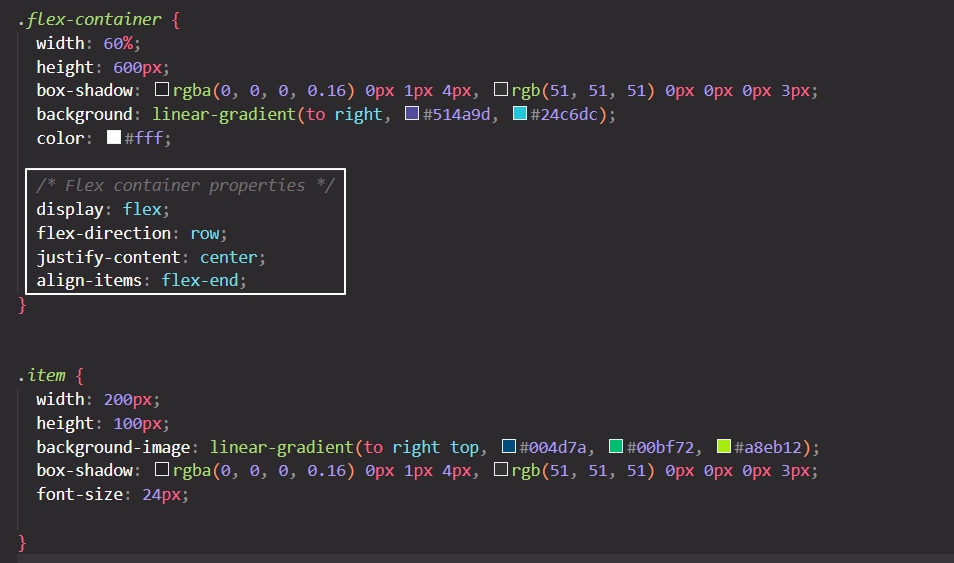 .flex-container {
  width: 60%;
  height: 600px;
  box-shadow: rgba(0, 0, 0, 0.16) 0px 1px 4px, rgb(51, 51, 51) 0px 0px 0px 3px;
  background: linear-gradient(to right, #514a9d, #24c6dc);
  color: #fff;

  /* Flex container properties */
  display: flex;
  flex-direction: row;
  justify-content: center;
  align-items: flex-end;
}

.item {
  width: 200px;
  height: 100px;
  background-image: linear-gradient(to right top, #004d7a, #00bf72, #a8eb12);
  box-shadow: rgba(0, 0, 0, 0.16) 0px 1px 4px, rgb(51, 51, 51) 0px 0px 0px 3px;
  font-size: 24px;

}